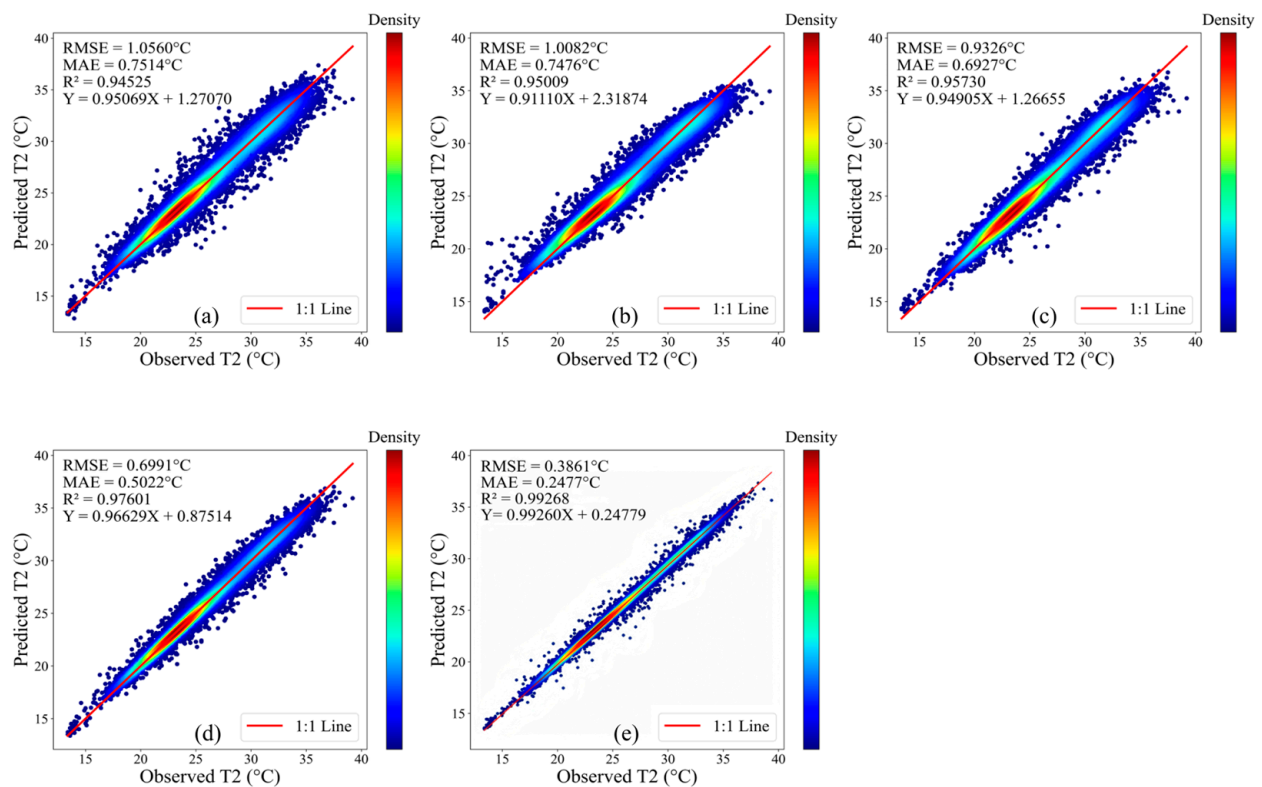 Density
40
35
30
25
20
15
Predicted T2 (°C)
RMSE = 1.0560°C
MAE = 0.7514°C
R² = 0.94525
Y = 0.95069X + 1.27070
(a)
1:1 Line
15 20 25 30 35 40
Observed T2 (°C)
Density
40
35
30
25
20
15
Predicted T2 (°C)
RMSE = 1.0082°C
MAE = 0.7476°C
R² = 0.95009
Y = 0.91110X + 2.31874
(b)
1:1 Line
15 20 25 30 35 40
Observed T2 (°C)
Density
40
35
30
25
20
15
Predicted T2 (°C)
RMSE = 0.9326°C
MAE = 0.6927°C
R² = 0.95730
Y = 0.94905X + 1.26655
(c)
1:1 Line
15 20 25 30 35 40
Observed T2 (°C)
Density
40
35
30
25
20
15
Predicted T2 (°C)
RMSE = 0.6991°C
MAE = 0.5022°C
R² = 0.97601
Y = 0.96629X + 0.87514
(d)
1:1 Line
15 20 25 30 35 40
Observed T2 (°C)
Density
40
35
30
25
20
15
Predicted T2 (°C)
RMSE = 0.3861°C
MAE = 0.2477°C
R² = 0.99268
Y= 0.99260X + 0.24779
(e)
1:1 Line
15 20 25 30 35 40
Observed T2 (°C)